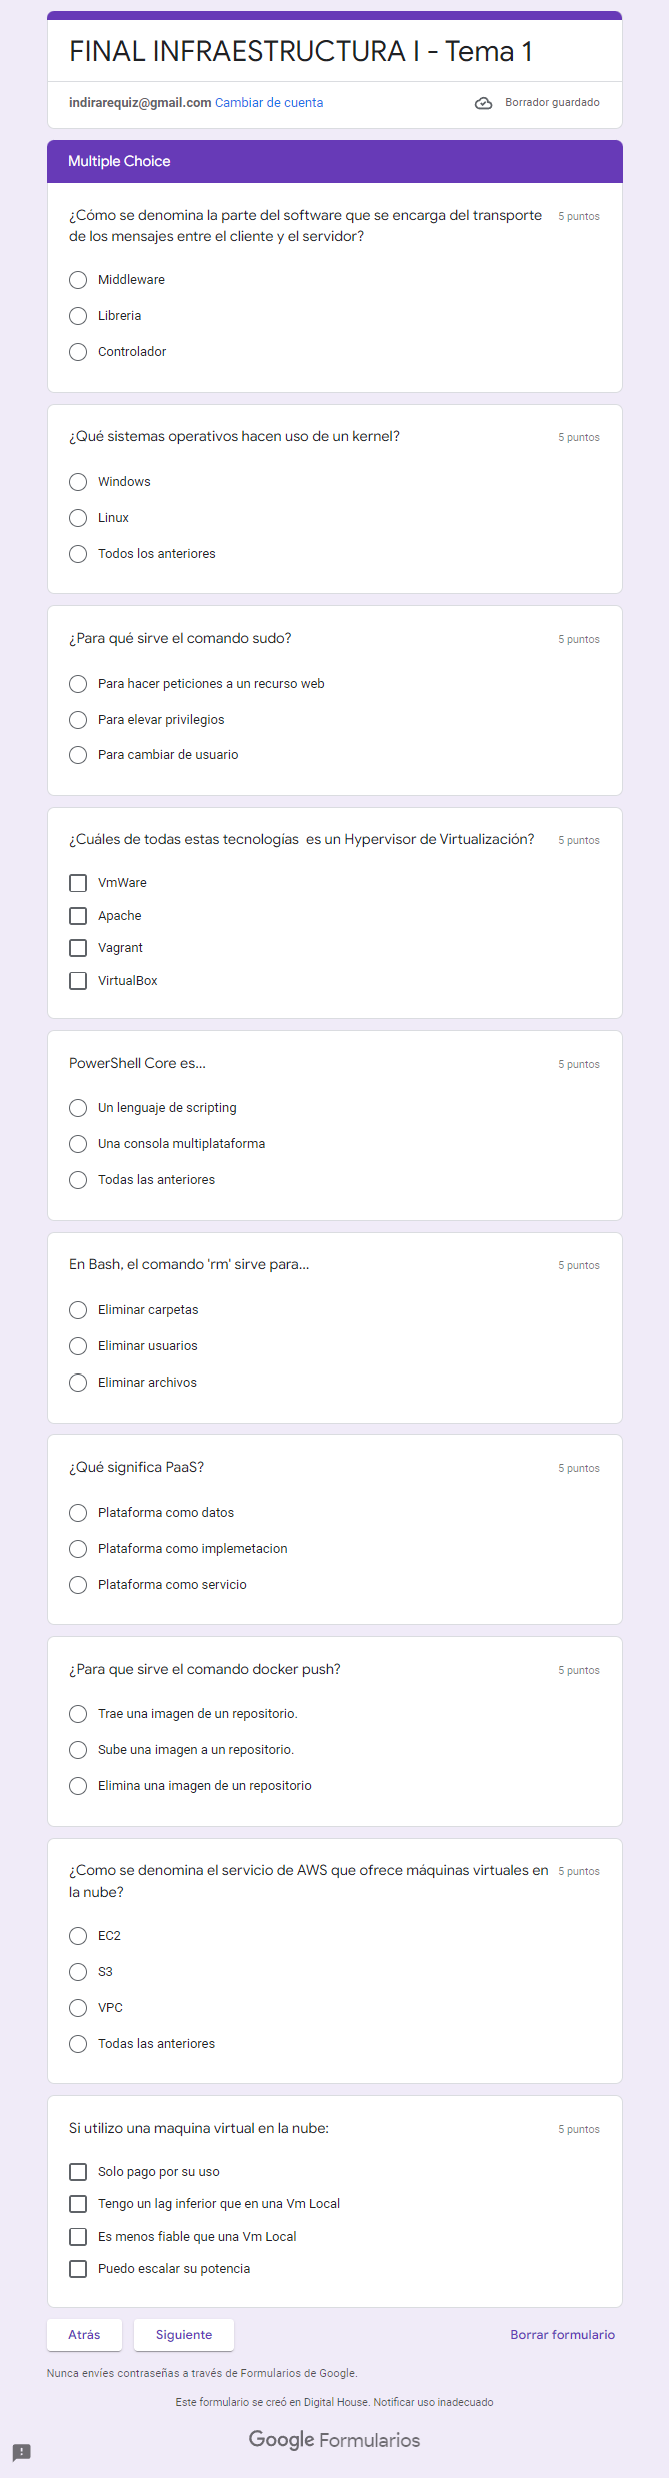 FINAL INFRAESTRUCTURA I - Tema 1
indirarequiz@gmail.com Cambiar de cuenta
Borrador guardado
Multiple Choice
¿Cómo se denomina la parte del software que se encarga del transporte 5 puntos
de los mensajes entre el cliente y el servidor?
Middleware
Libreria
Controlador
¿Qué sistemas operativos hacen uso de un kernel? 5 puntos
Windows
Linux
Todos los anteriores
¿Para qué sirve el comando sudo? 5 puntos
Para hacer peticiones a un recurso web
Para elevar privilegios
Para cambiar de usuario
¿Cuáles de todas estas tecnologías  es un Hypervisor de Virtualización? 5 puntos
VmWare
Apache
Vagrant
VirtualBox
PowerShell Core es... 5 puntos
Un lenguaje de scripting
Una consola multiplataforma
Todas las anteriores
En Bash, el comando 'rm' sirve para... 5 puntos
Eliminar carpetas
Eliminar usuarios
Eliminar archivos
¿Qué significa PaaS? 5 puntos
Plataforma como datos
Plataforma como implemetacion
Plataforma como servicio
¿Para que sirve el comando docker push? 5 puntos
Trae una imagen de un repositorio.
Sube una imagen a un repositorio.
Elimina una imagen de un repositorio
¿Como se denomina el servicio de AWS que ofrece máquinas virtuales en 5 puntos
la nube?
EC2
S3
VPC
Todas las anteriores
Si utilizo una maquina virtual en la nube: 5 puntos
Solo pago por su uso
Tengo un lag inferior que en una Vm Local
Es menos fiable que una Vm Local
Puedo escalar su potencia
Atrás Siguiente Borrar formulario
Nunca envíes contraseñas a través de Formularios de Google.
Este formulario se creó en Digital House. Notificar uso inadecuado
Google Formularios